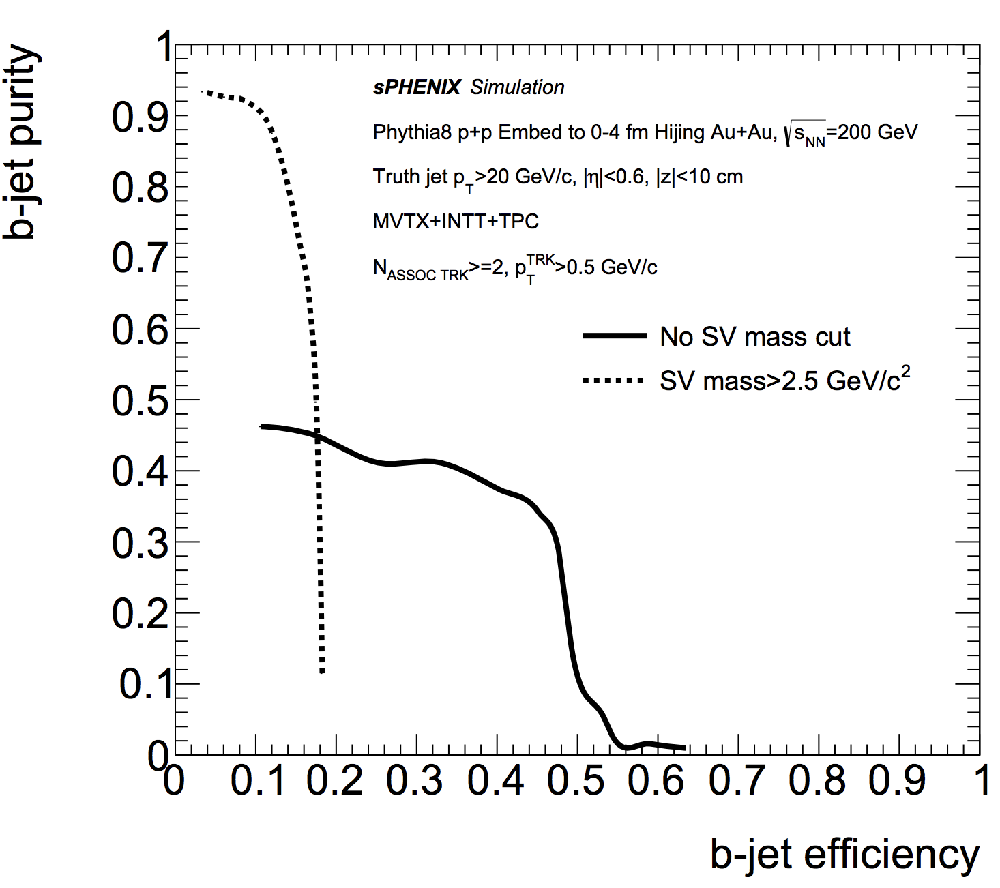 b-jet purity
1
0.9
0.8
0.7
0.6
0.5
0.4
0.3
0.2
0.1
0
sPHENIX Simulation
Phythia8 p+p Embed to 0-4 fm Hijing Au+Au, √sNN=200 GeV
Truth jet pT>20 GeV/c, |η|<0.6, |z|<10 cm
MVTX+INTT+TPC
NASSOC TRK>=2, pTTRK>0.5 GeV/c
No SV mass cut
SV mass>2.5 GeV/c2
0 0.1 0.2 0.3 0.4 0.5 0.6 0.7 0.8 0.9 1
b-jet efficiency